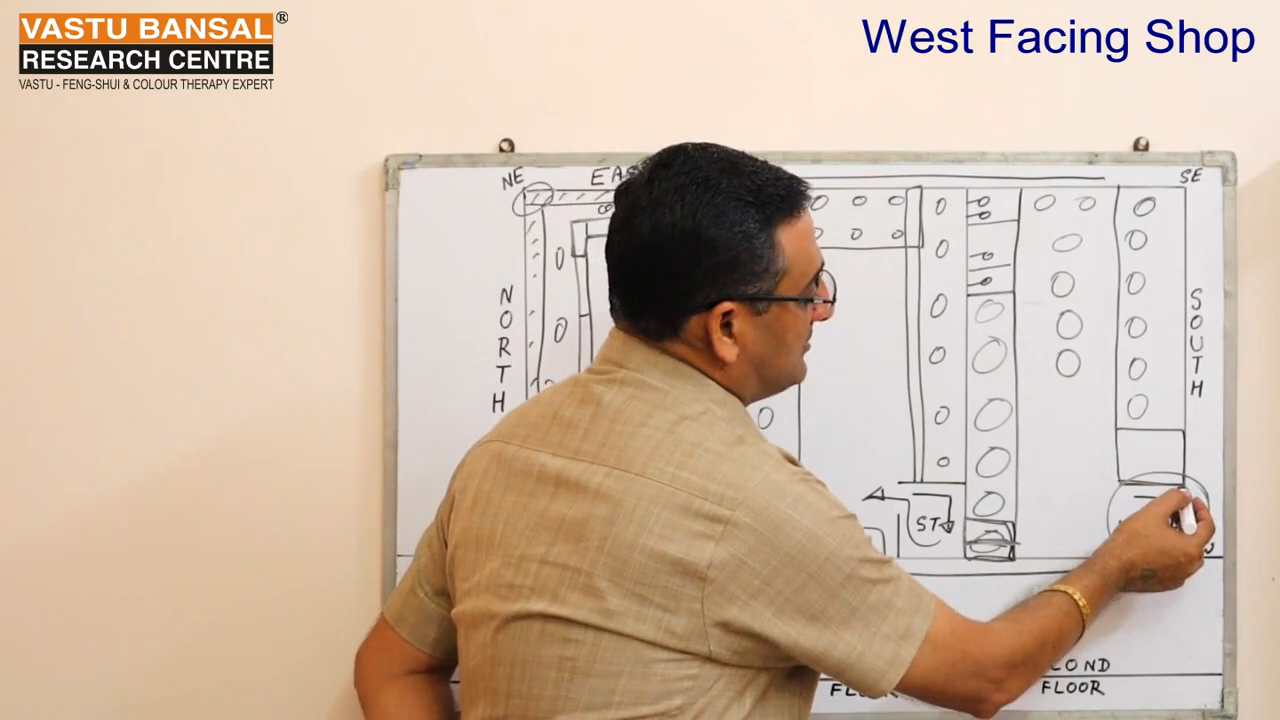 VASTU BANSAL®
RESEARCH CENTRE
VASTU - FENG-SHUI & COLOUR THERAPY EXPERT
West Facing Shop
NE
SE
NORTH
SOUTH
ST
FLOOR